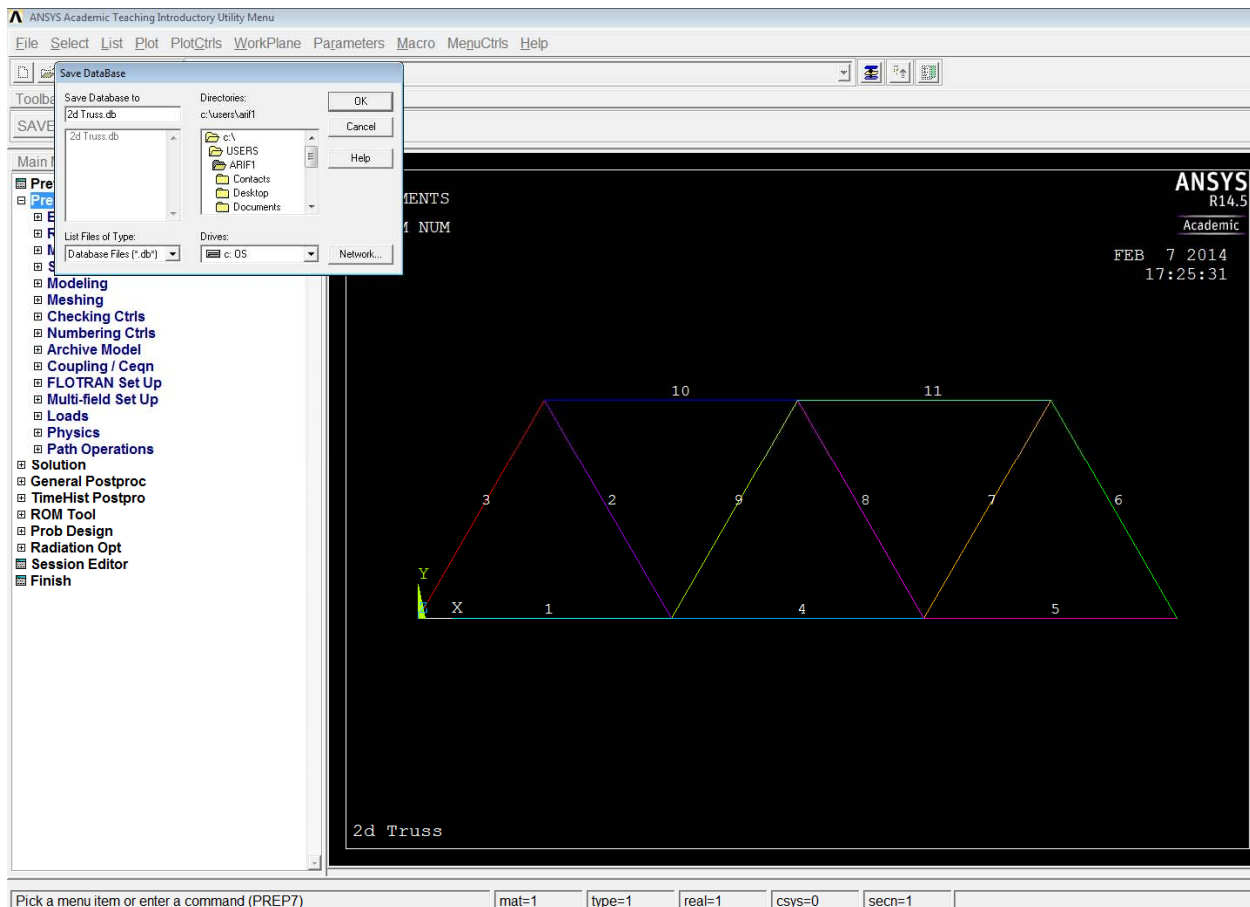 ANSYS Academic Teaching Introductory Utility Menu
File Select List Plot PlotCtrls WorkPlane Parameters Macro MenuCtrls Help
Save DataBase
Toolba
SAVE
Save Database to
2d Truss.db
2d Truss.db
List Files of Type:
Database Files (*.db*)
Directories:
c:\users\arif1
c:\
USERS
ARIF1
Contacts
Desktop
Documents
Drives:
c: OS
OK
Cancel
Help
Network...
Main
Pre
Pre
Modeling
Meshing
Checking Ctrls
Numbering Ctrls
Archive Model
Coupling / Ceqn
FLOTRAN Set Up
Multi-field Set Up
Loads
Physics
Path Operations
Solution
General Postproc
TimeHist Postpro
ROM Tool
Prob Design
Radiation Opt
Session Editor
Finish
MENTS
NUM
ANSYS
R14.5
Academic
FEB 7 2014
17:25:31
10 11
3 2 9 8 7 6
Y
Z X 1 4 5
2d Truss
Pick a menu item or enter a command (PREP7) mat=1 type=1 real=1 csys=0 secn=1